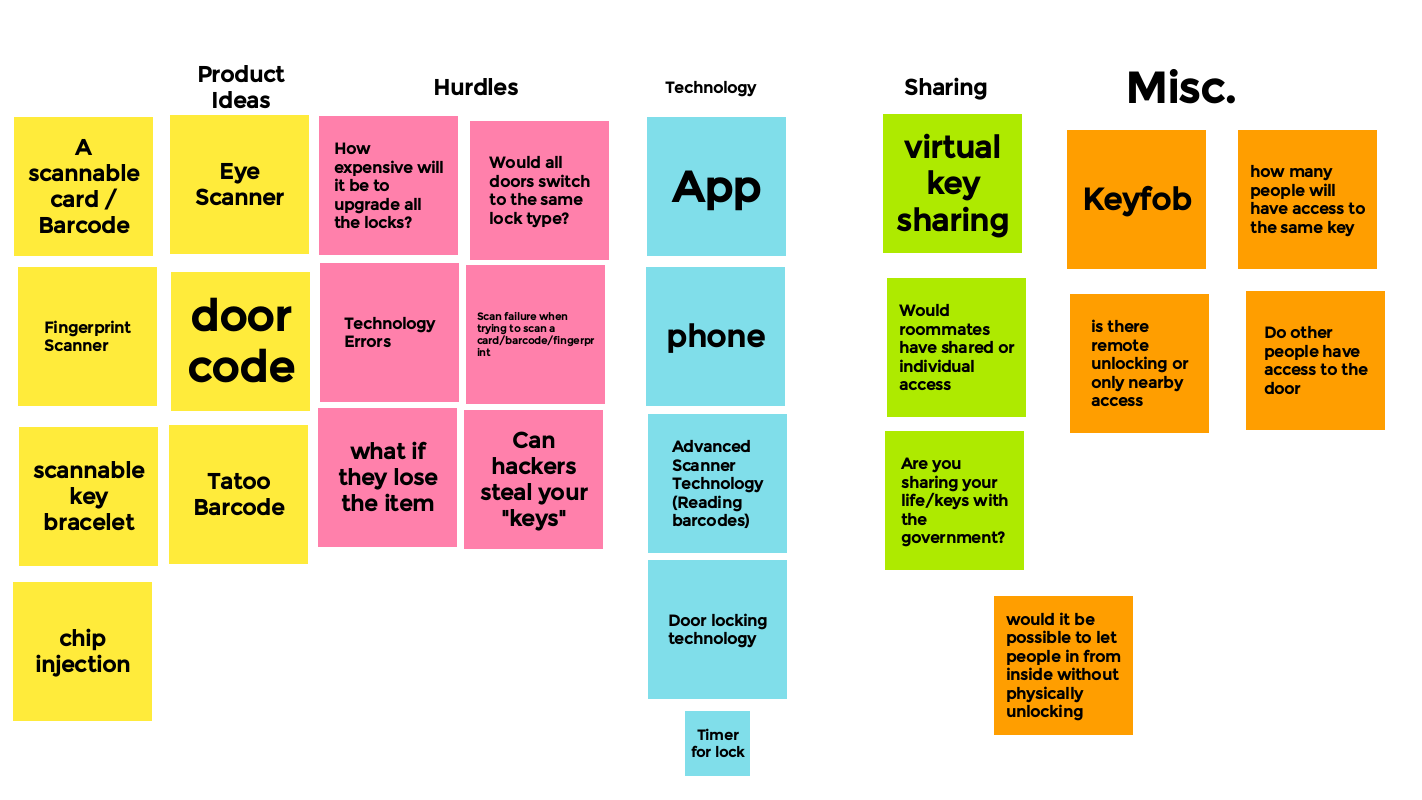 Product
Ideas
Hurdles
Technology
Sharing
Misc.
A
scannable
card /
Barcode
Eye
Scanner
Fingerprint
Scanner
door
code
scannable
key
bracelet
Tatoo
Barcode
chip
injection
How
expensive will
it be to
upgrade all
the locks?
Would all
doors switch
to the same
lock type?
Technology
Errors
Scan failure when
trying to scan a
card/barcode/fingerpr
int
what if
they lose
the item
Can
hackers
steal your
"keys"
App
phone
Advanced
Scanner
Technology
(Reading
barcodes)
Door locking
technology
Timer
for lock
virtual
key
sharing
Would
roommates
have shared or
individual
access
Are you
sharing your
life/keys with
the
government?
Keyfob
how many
people will
have access to
the same key
is there
remote
unlocking or
only nearby
access
Do other
people have
access to the
door
would it be
possible to let
people in from
inside without
physically
unlocking